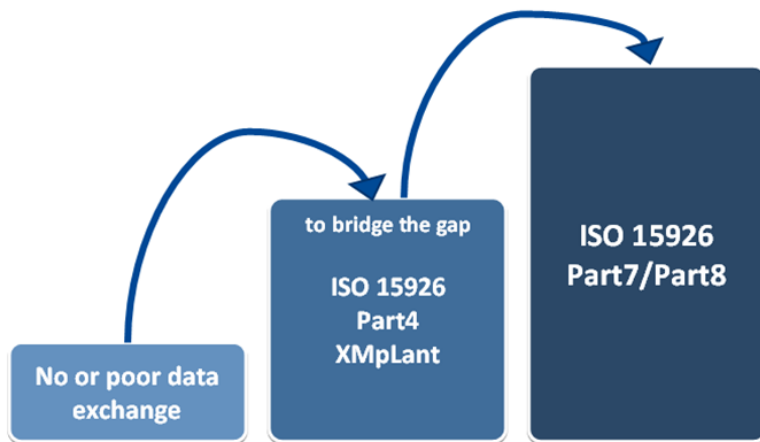 No or poor data
exchange
to bridge the gap
ISO 15926
Part4
XMpLant
ISO 15926
Part7/Part8